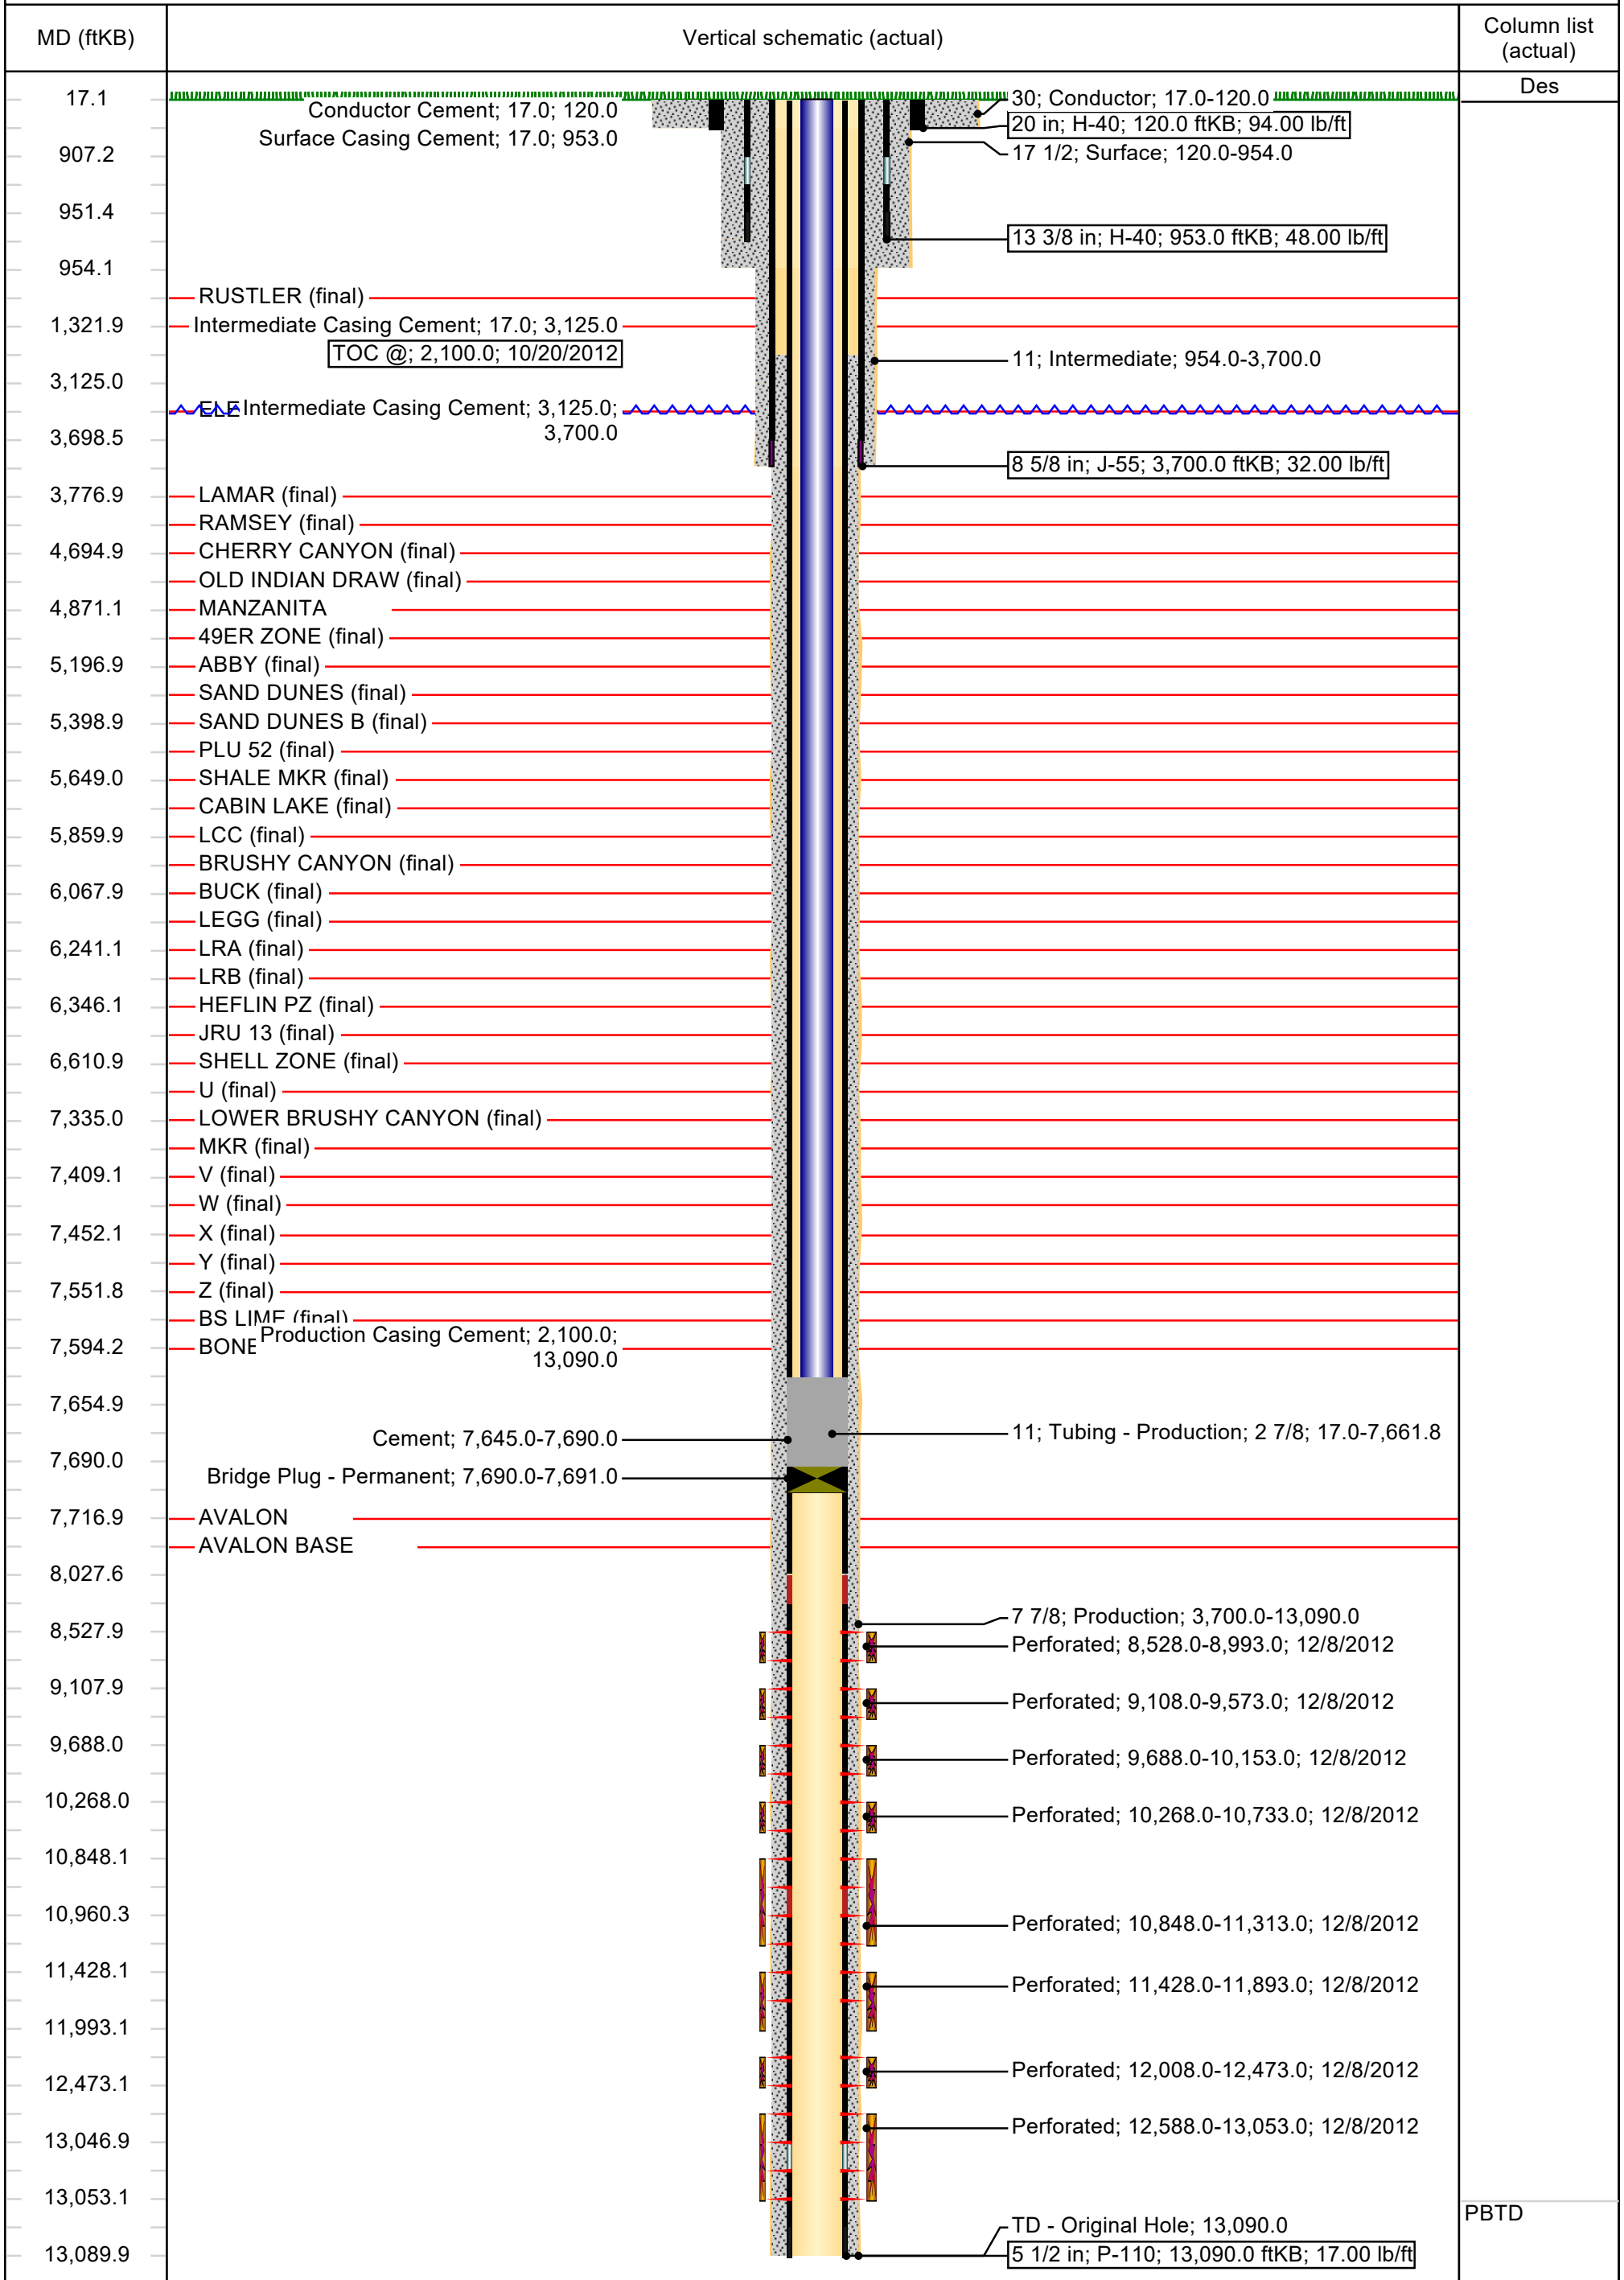 MD (ftKB)
Vertical schematic (actual)
Column list
(actual)
Des
17.1
Conductor Cement; 17.0; 120.0
30; Conductor; 17.0-120.0
20 in; H-40; 120.0 ftKB; 94.00 lb/ft
Surface Casing Cement; 17.0; 953.0
907.2
17 1/2; Surface; 120.0-954.0
951.4
13 3/8 in; H-40; 953.0 ftKB; 48.00 lb/ft
954.1
RUSTLER (final)
1,321.9
Intermediate Casing Cement; 17.0; 3,125.0
TOC @; 2,100.0; 10/20/2012
11; Intermediate; 954.0-3,700.0
3,125.0
ELE
Intermediate Casing Cement; 3,125.0;
3,700.0
3,698.5
8 5/8 in; J-55; 3,700.0 ftKB; 32.00 lb/ft
3,776.9
LAMAR (final)
RAMSEY (final)
4,694.9
CHERRY CANYON (final)
OLD INDIAN DRAW (final)
4,871.1
MANZANITA
49ER ZONE (final)
5,196.9
ABBY (final)
SAND DUNES (final)
5,398.9
SAND DUNES B (final)
PLU 52 (final)
5,649.0
SHALE MKR (final)
CABIN LAKE (final)
5,859.9
LCC (final)
BRUSHY CANYON (final)
6,067.9
BUCK (final)
LEGG (final)
6,241.1
LRA (final)
LRB (final)
6,346.1
HEFLIN PZ (final)
JRU 13 (final)
6,610.9
SHELL ZONE (final)
U (final)
7,335.0
LOWER BRUSHY CANYON (final)
MKR (final)
7,409.1
V (final)
W (final)
7,452.1
X (final)
Y (final)
7,551.8
Z (final)
BS LIME (final)
7,594.2
BONE
Production Casing Cement; 2,100.0;
13,090.0
7,654.9
Cement; 7,645.0-7,690.0
11; Tubing - Production; 2 7/8; 17.0-7,661.8
7,690.0
Bridge Plug - Permanent; 7,690.0-7,691.0
7,716.9
AVALON
AVALON BASE
8,027.6
7 7/8; Production; 3,700.0-13,090.0
8,527.9
Perforated; 8,528.0-8,993.0; 12/8/2012
9,107.9
Perforated; 9,108.0-9,573.0; 12/8/2012
9,688.0
Perforated; 9,688.0-10,153.0; 12/8/2012
10,268.0
Perforated; 10,268.0-10,733.0; 12/8/2012
10,848.1
10,960.3
Perforated; 10,848.0-11,313.0; 12/8/2012
11,428.1
Perforated; 11,428.0-11,893.0; 12/8/2012
11,993.1
Perforated; 12,008.0-12,473.0; 12/8/2012
12,473.1
Perforated; 12,588.0-13,053.0; 12/8/2012
13,046.9
13,053.1
PBTD
TD - Original Hole; 13,090.0
13,089.9
5 1/2 in; P-110; 13,090.0 ftKB; 17.00 lb/ft